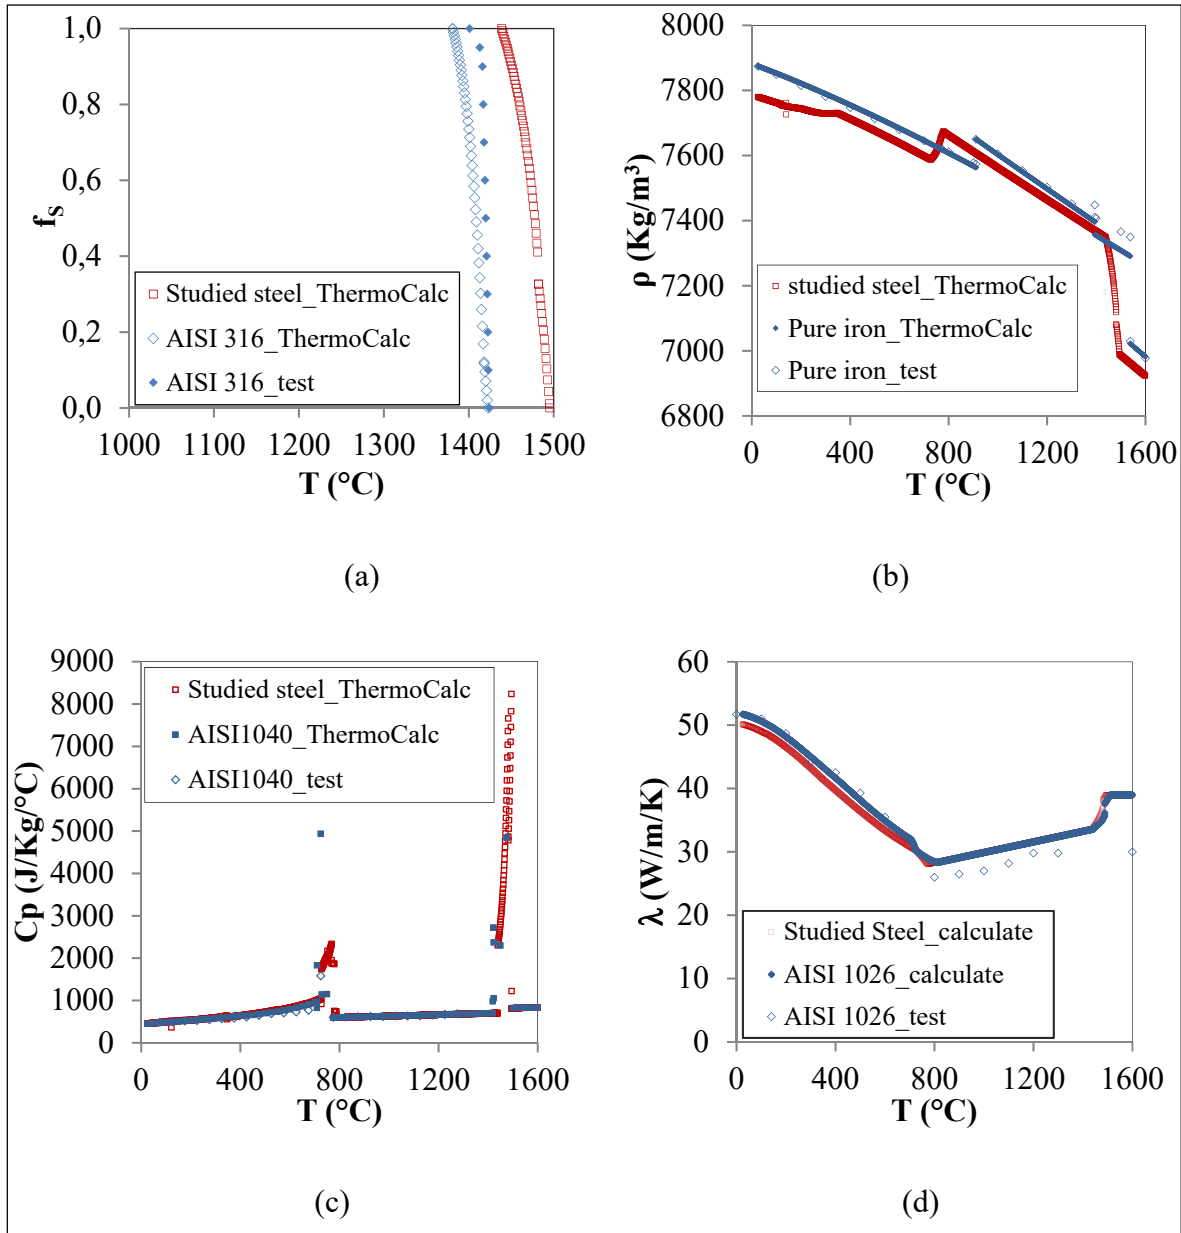 1,0
0,8
0,6
0,4
0,2
0,0
fS
Studied steel_ThermoCalc
AISI 316_ThermoCalc
AISI 316_test
1000 1100 1200 1300 1400 1500
T (°C)
(a)
8000
7800
7600
7400
7200
7000
6800
ρ (Kg/m³)
studied steel_ThermoCalc
Pure iron_ThermoCalc
Pure iron_test
0 400 800 1200 1600
T (°C)
(b)
9000
8000
7000
6000
5000
4000
3000
2000
1000
0
Cp (J/Kg/°C)
Studied steel_ThermoCalc
AISI1040_ThermoCalc
AISI1040_test
0 400 800 1200 1600
T (°C)
(c)
60
50
40
30
20
10
0
λ (W/m/K)
Studied Steel_calculate
AISI 1026_calculate
AISI 1026_test
0 400 800 1200 1600
T (°C)
(d)